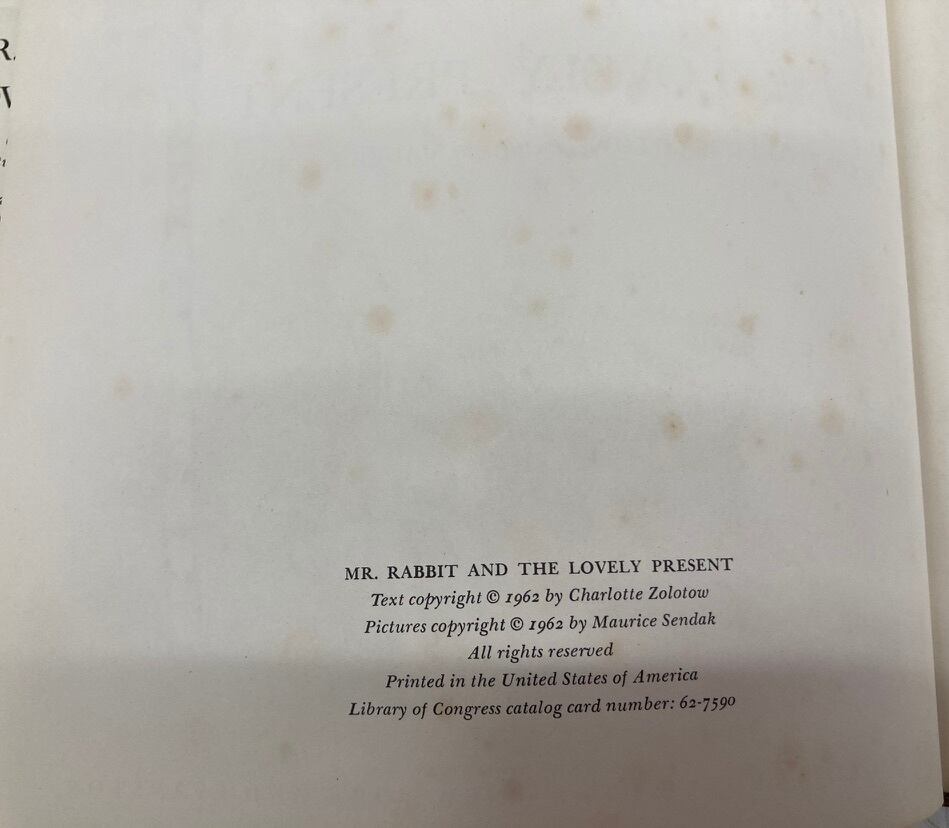 MR. RABBIT AND THE LOVELY PRESENT
Text copyright © 1962 by Charlotte Zolotow
Pictures copyright © 1962 by Maurice Sendak
All rights reserved
Printed in the United States of America
Library of Congress catalog card number: 62-7590